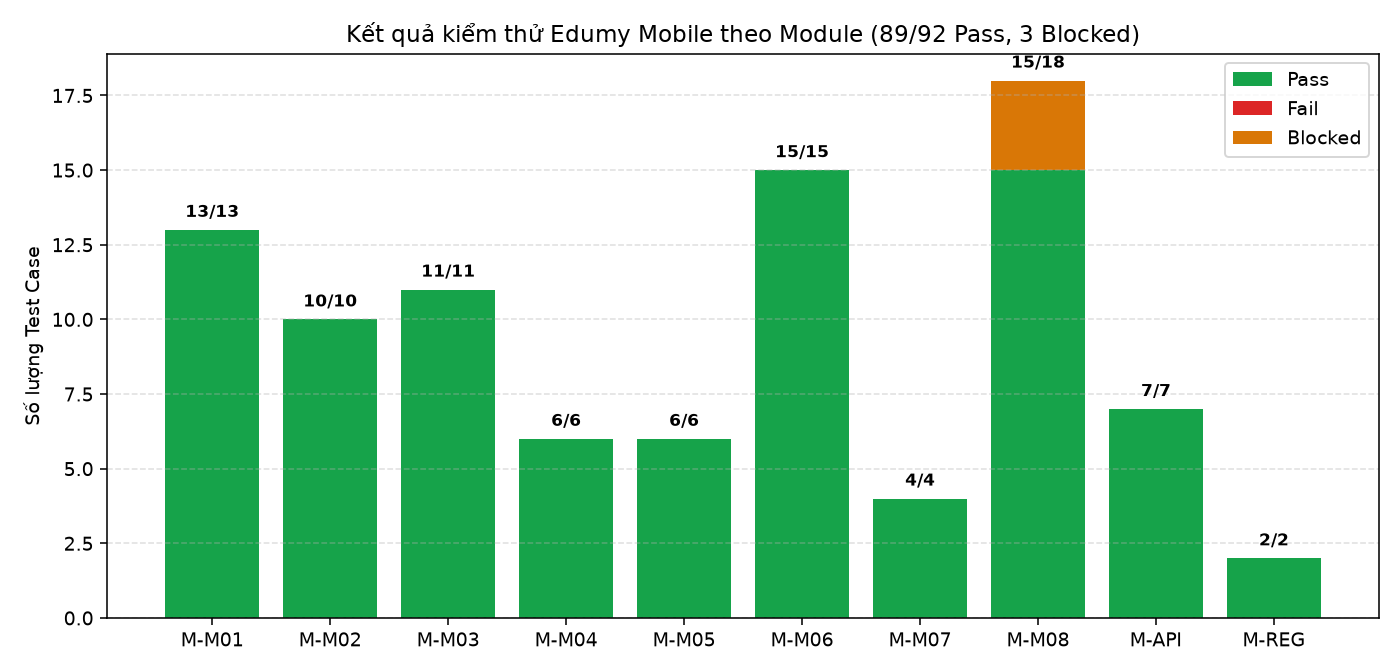 Kết quả kiểm thử Edumy Mobile theo Module (89/92 Pass, 3 Blocked)
Pass
Fail
Blocked
Số lượng Test Case
17.5
15.0
12.5
10.0
7.5
5.0
2.5
0.0
13/13
10/10
11/11
6/6
6/6
15/15
4/4
15/18
7/7
2/2
M-M01
M-M02
M-M03
M-M04
M-M05
M-M06
M-M07
M-M08
M-API
M-REG